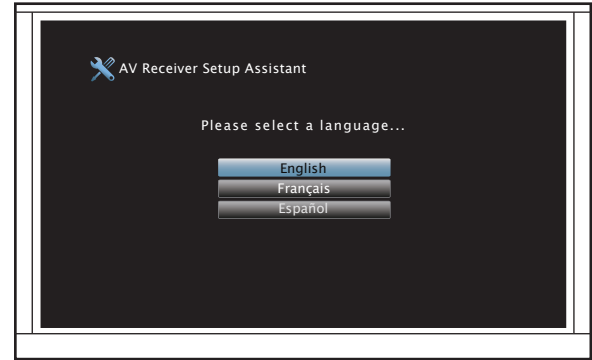 AV Receiver Setup Assistant
Please select a language...
English
Français
Español